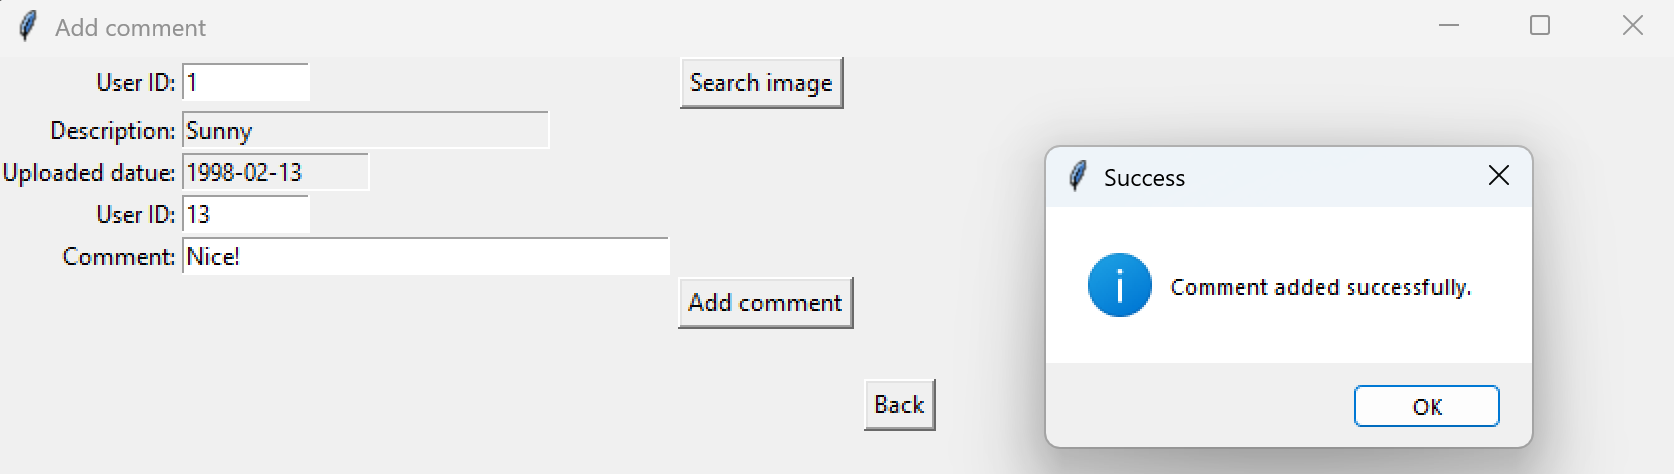 Add comment
User ID: 1
Search image
Description: Sunny
Uploaded datue: 1998-02-13
User ID: 13
Comment: Nice!
Add comment
Back
Success
Comment added successfully.
OK